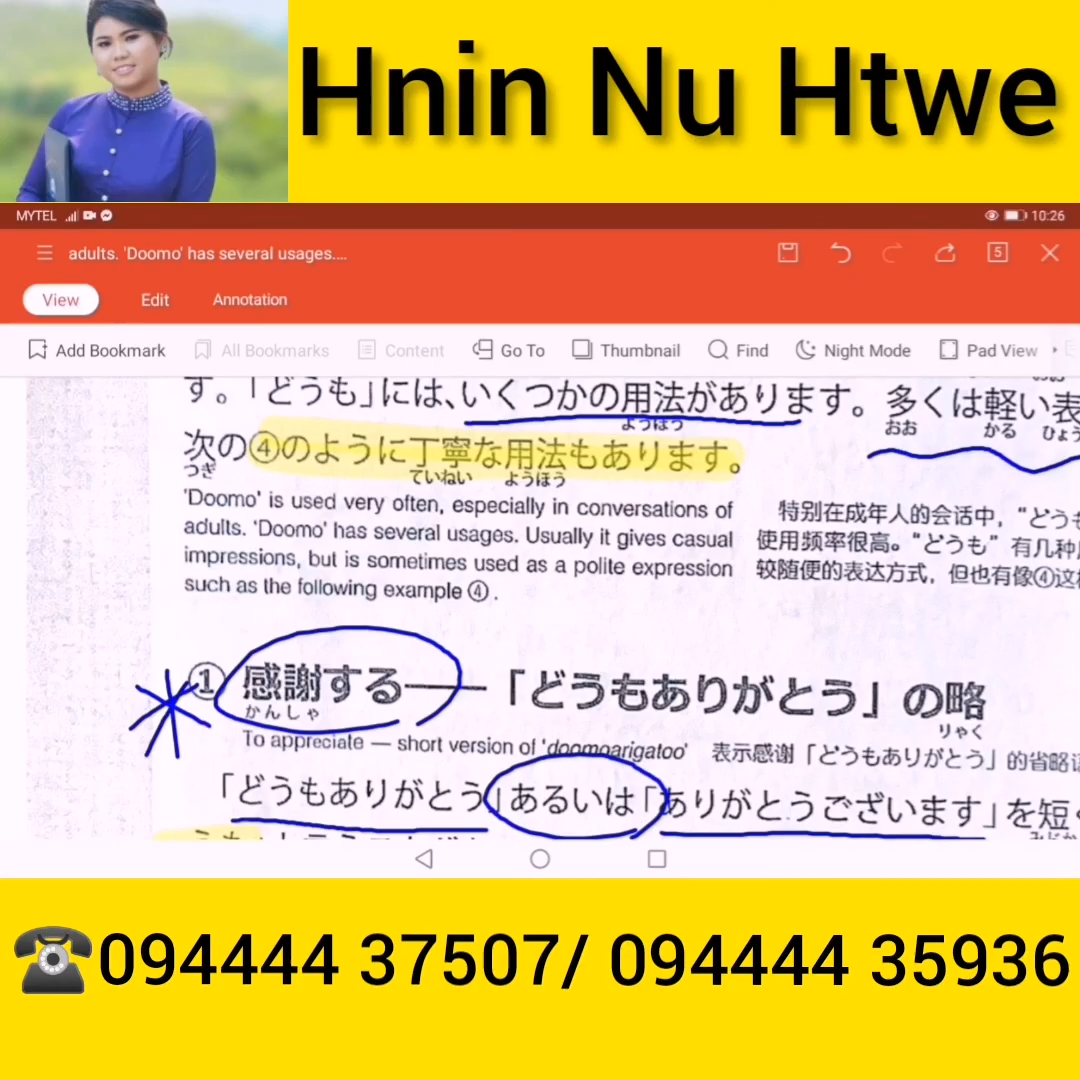 Hnin Nu Htwe
MYTEL 10:26
adults. 'Doomo' has several usages.... 5
View Edit Annotation
Add Bookmark All Bookmarks Content Go To Thumbnail Find Night Mode Pad View
す。「どうも」には、いくつかの用法があります。多くは軽い表
ようほう おお かる ひょう
次の④のように丁寧な用法もあります。
つぎ ていねい ようほう
'Doomo' is used very often, especially in conversations of
adults. 'Doomo' has several usages. Usually it gives casual
impressions, but is sometimes used as a polite expression
such as the following example ④.
特别在成年人的会话中，“どうも
使用频率很高。“どうも” 有几种
较随便的表达方式，但也有像④这
① 感謝する——「どうもありがとう」の略
かんしゃ りゃく
To appreciate — short version of 'doomoarigatoo' 表示感谢「どうもありがとう」的省略
「どうもありがとう」あるいは「ありがとうございます」を短
094444 37507/ 094444 35936